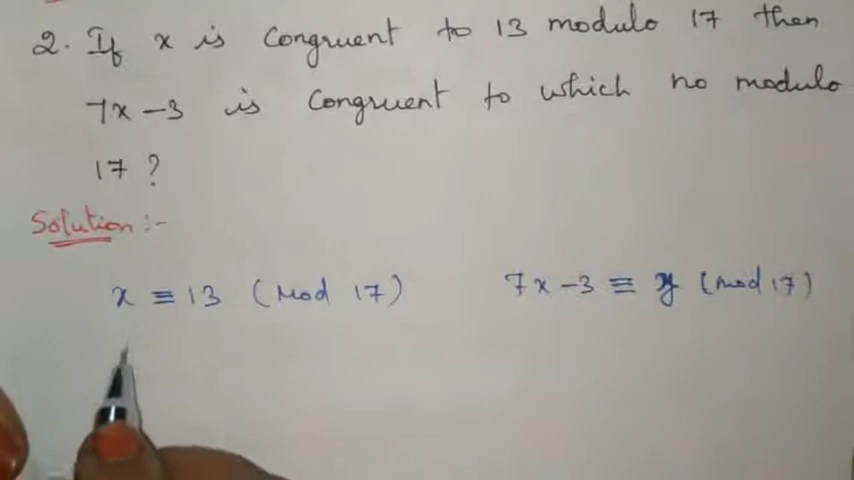 2. If x is congruent to 13 modulo 17 then
7x - 3 is congruent to which no modulo
17 ?
Solution :-
x ≡ 13 (Mod 17) 7x - 3 ≡ y (mod 17)